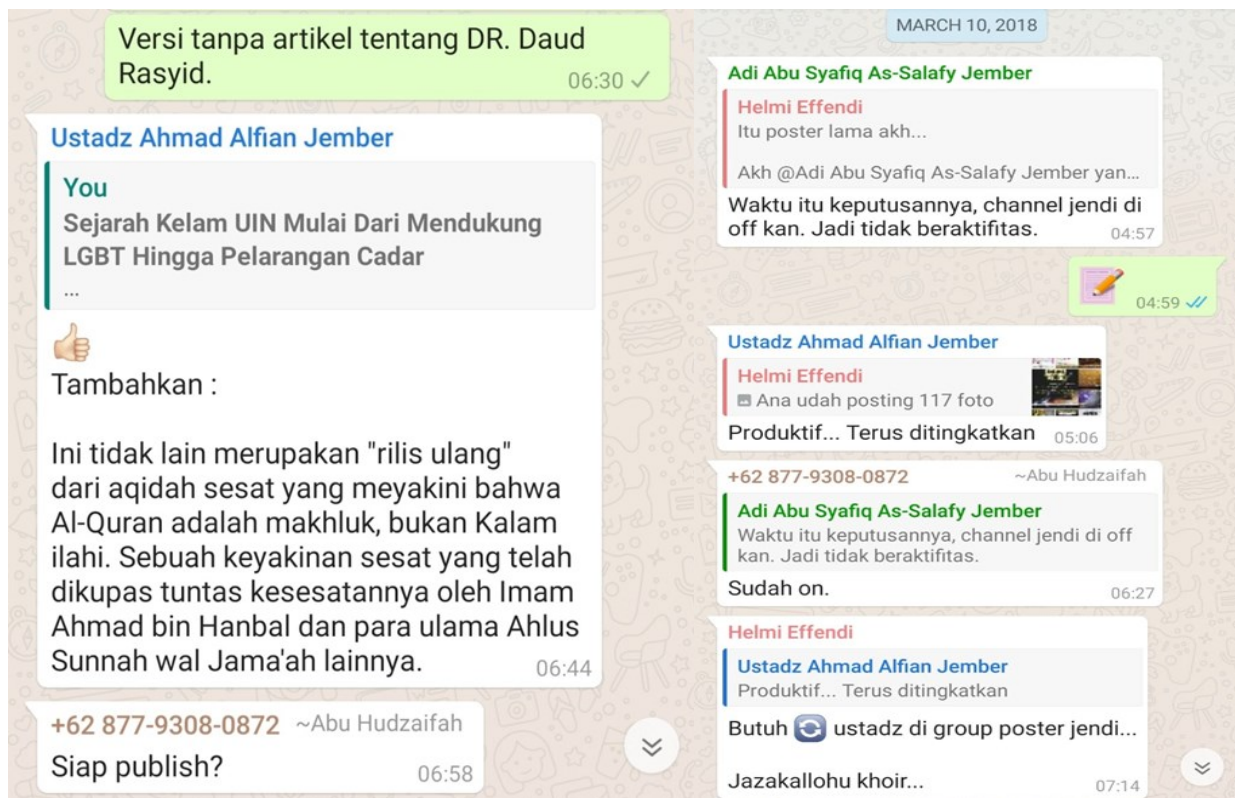 Versi tanpa artikel tentang DR. Daud
Rasyid.
06:30
Ustadz Ahmad Alfian Jember
You
Sejarah Kelam UIN Mulai Dari Mendukung
LGBT Hingga Pelarangan Cadar
...
Tambahkan :
Ini tidak lain merupakan "rilis ulang"
dari aqidah sesat yang meyakini bahwa
Al-Quran adalah makhluk, bukan Kalam
ilahi. Sebuah keyakinan sesat yang telah
dikupas tuntas kesesatannya oleh Imam
Ahmad bin Hanbal dan para ulama Ahlus
Sunnah wal Jama'ah lainnya.
06:44
+62 877-9308-0872 ~Abu Hudzaifah
Siap publish?
06:58
MARCH 10, 2018
Adi Abu Syafiq As-Salafy Jember
Helmi Effendi
Itu poster lama akh...
Akh @Adi Abu Syafiq As-Salafy Jember yan...
Waktu itu keputusannya, channel jendi di
off kan. Jadi tidak beraktifitas.
04:57
04:59
Ustadz Ahmad Alfian Jember
Helmi Effendi
Ana udah posting 117 foto
Produktif... Terus ditingkatkan
05:06
+62 877-9308-0872 ~Abu Hudzaifah
Adi Abu Syafiq As-Salafy Jember
Waktu itu keputusannya, channel jendi di off
kan. Jadi tidak beraktifitas.
Sudah on.
06:27
Helmi Effendi
Ustadz Ahmad Alfian Jember
Produktif... Terus ditingkatkan
Butuh 🔄 ustadz di group poster jendi...
Jazakallohu khoir...
07:14